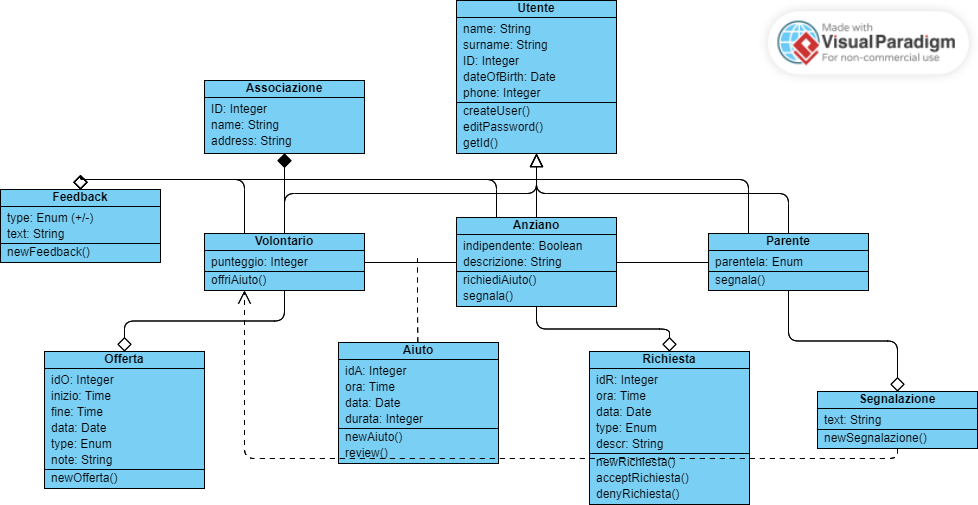 Utente
name: String
surname: String
ID: Integer
dateOfBirth: Date
phone: Integer
createUser()
editPassword()
getId()
Made with
Visual Paradigm
For non-commercial use
Associazione
ID: Integer
name: String
address: String
Feedback
type: Enum (+/-)
text: String
newFeedback()
Volontario
punteggio: Integer
offriAiuto()
Anziano
indipendente: Boolean
descrizione: String
richiediAiuto()
segnala()
Parente
parentela: Enum
segnala()
Offerta
idO: Integer
inizio: Time
fine: Time
data: Date
type: Enum
note: String
newOfferta()
Aiuto
idA: Integer
ora: Time
data: Date
durata: Integer
newAiuto()
review()
Richiesta
idR: Integer
ora: Time
data: Date
type: Enum
descr: String
newRichiesta()
acceptRichiesta()
denyRichiesta()
Segnalazione
text: String
newSegnalazione()